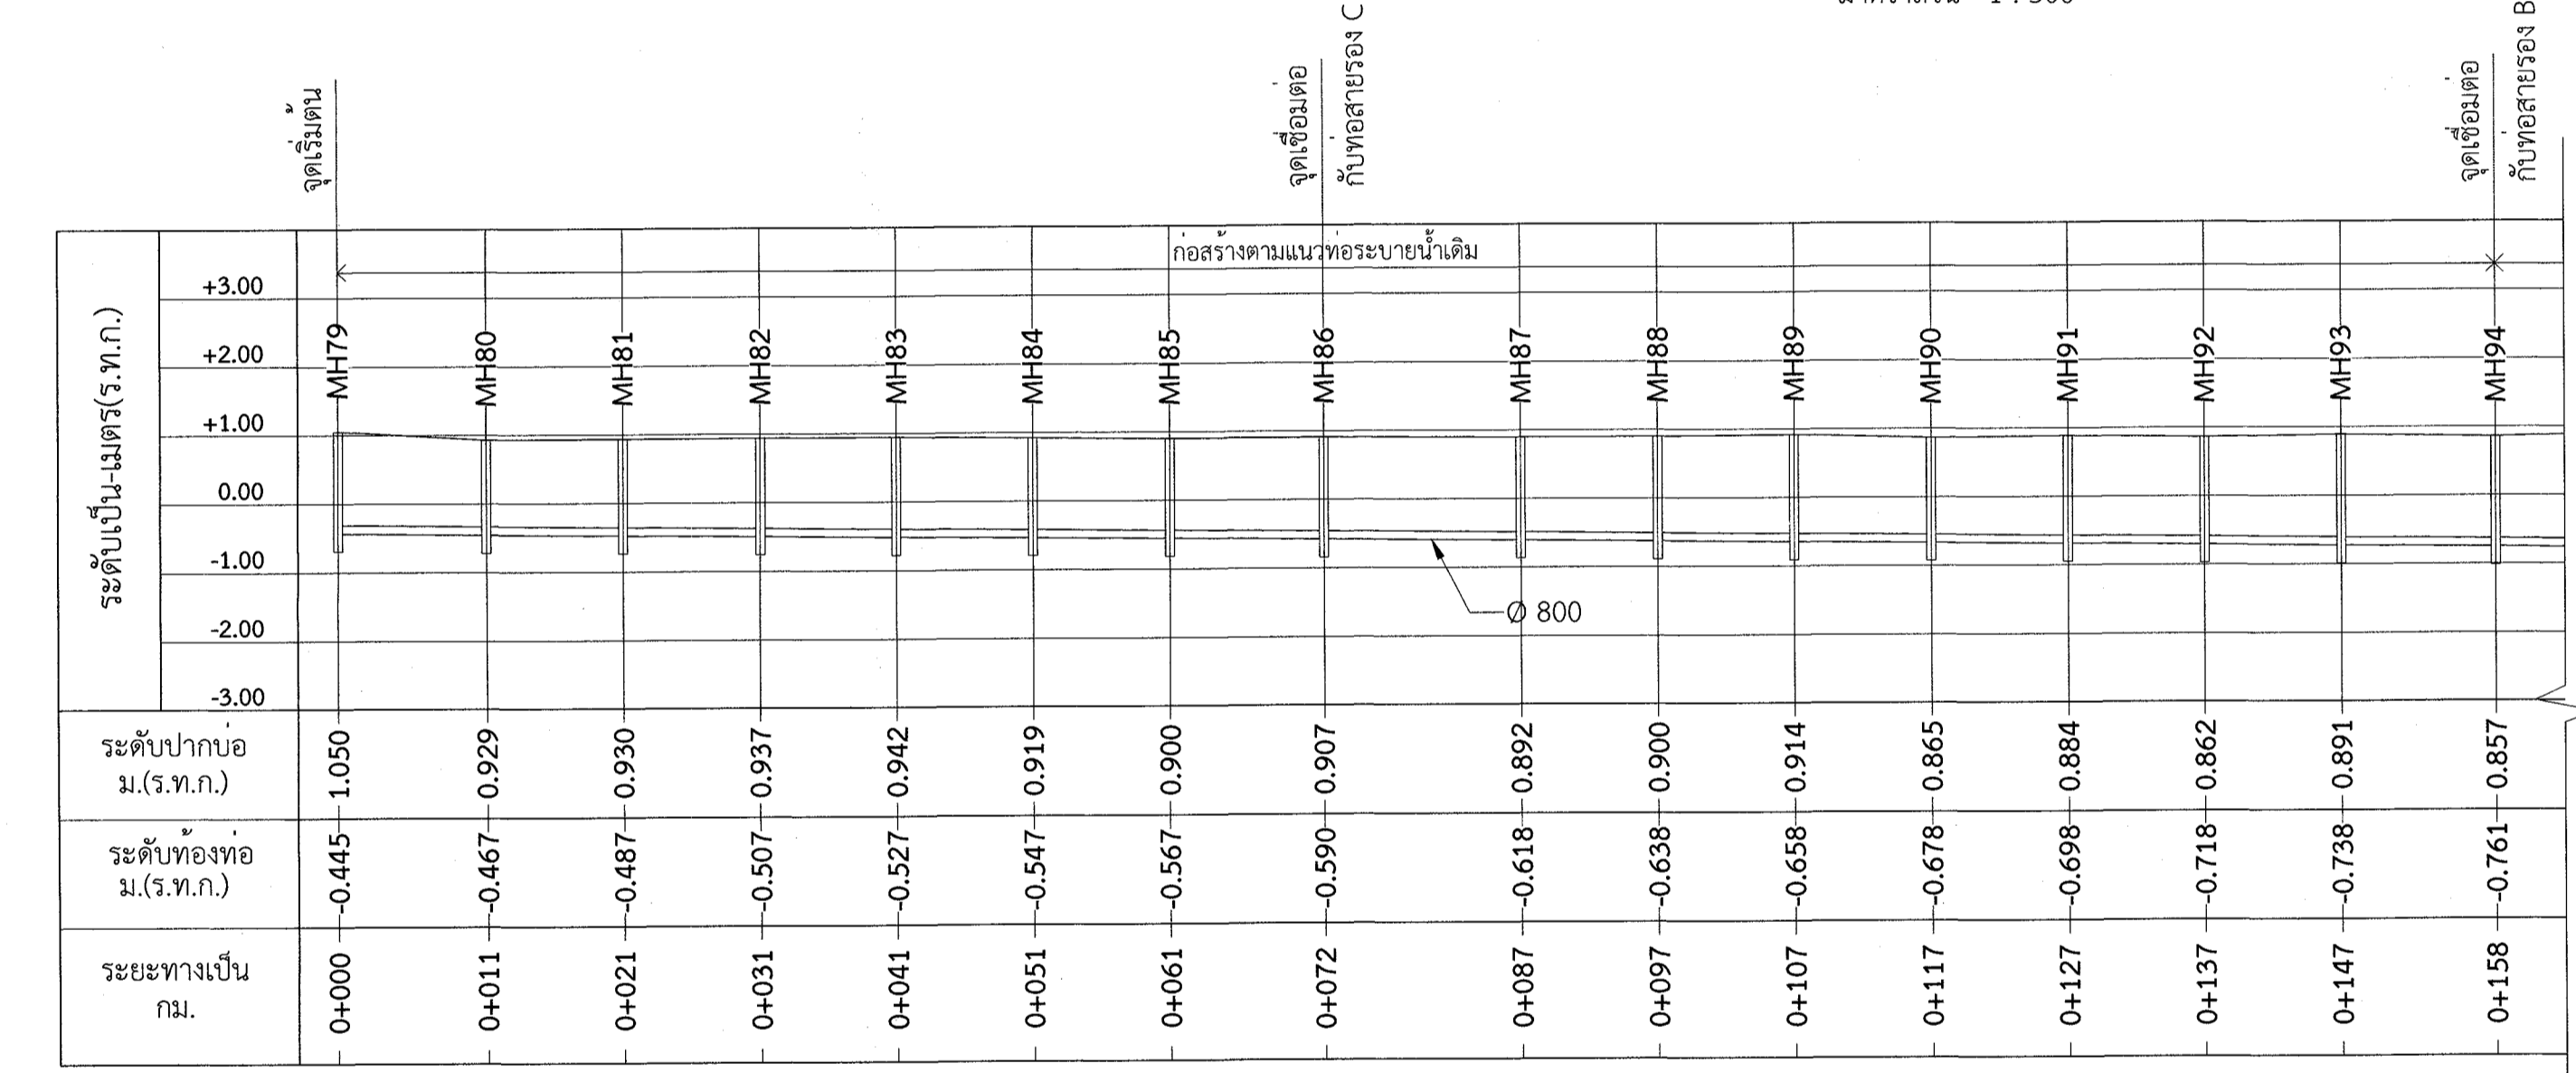 จุดเริ่มต้น
จุดเชื่อมต่อ
กับท่อสายรอง C
จุดเชื่อมต่อ
กับท่อสายรอง B
ก่อสร้างตามแนวท่อระบายน้ำเดิม
ระดับเป็น-เมตร(ร.ท.ก.)
+3.00
+2.00
+1.00
0.00
-1.00
-2.00
-3.00
MH79 MH80 MH81 MH82 MH83 MH84 MH85 MH86 MH87 MH88 MH89 MH90 MH91 MH92 MH93 MH94
Ø 800
ระดับปากบ่อ
ม.(ร.ท.ก.)
1.050 0.929 0.930 0.937 0.942 0.919 0.900 0.907 0.892 0.900 0.914 0.865 0.884 0.862 0.891 0.857
ระดับท้องท่อ
ม.(ร.ท.ก.)
-0.445 -0.467 -0.487 -0.507 -0.527 -0.547 -0.567 -0.590 -0.618 -0.638 -0.658 -0.678 -0.698 -0.718 -0.738 -0.761
ระยะทางเป็น
กม.
0+000 0+011 0+021 0+031 0+041 0+051 0+061 0+072 0+087 0+097 0+107 0+117 0+127 0+137 0+147 0+158